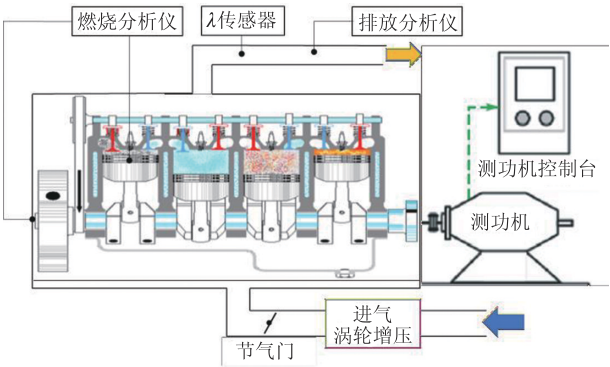 燃烧分析仪
λ传感器
排放分析仪
测功机控制台
测功机
进气
涡轮增压
节气门